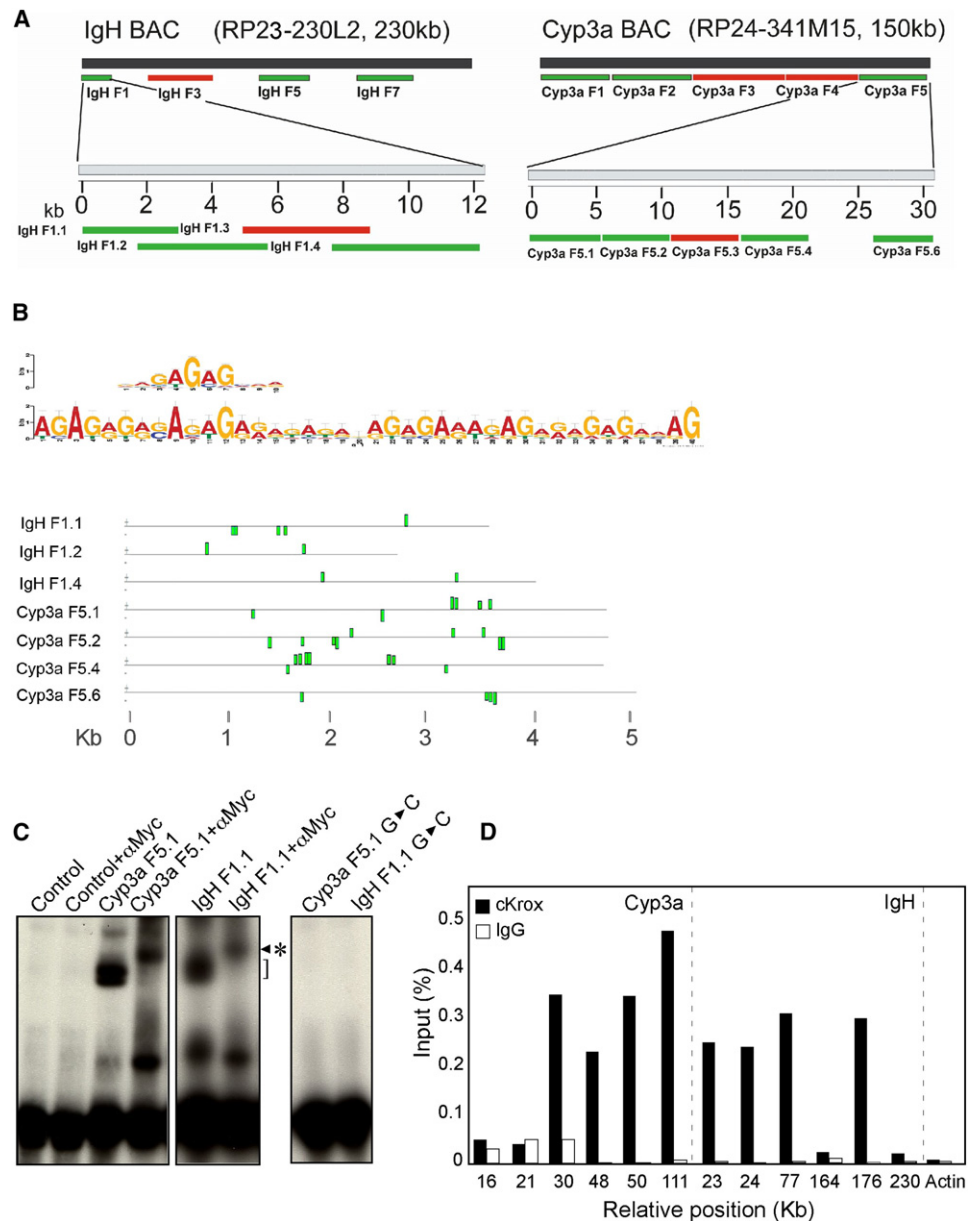 A
IgH BAC (RP23-230L2, 230kb)
Cyp3a BAC (RP24-341M15, 150kb)
IgH F1 IgH F3 IgH F5 IgH F7
Cyp3a F1 Cyp3a F2 Cyp3a F3 Cyp3a F4 Cyp3a F5
kb 0 2 4 6 8 10 12
0 5 10 15 20 25 30
IgH F1.1 IgH F1.3
IgH F1.2 IgH F1.4
Cyp3a F5.1 Cyp3a F5.2 Cyp3a F5.3 Cyp3a F5.4 Cyp3a F5.6
B
IgH F1.1
IgH F1.2
IgH F1.4
Cyp3a F5.1
Cyp3a F5.2
Cyp3a F5.4
Cyp3a F5.6
Kb 0 1 2 3 4 5
C
Control
Control+αMyc
Cyp3a F5.1
Cyp3a F5.1+αMyc
IgH F1.1
IgH F1.1+αMyc
Cyp3a F5.1 G►C
IgH F1.1 G►C
◄*
]
D
cKrox
IgG
Cyp3a
IgH
Input (%)
0.5
0.4
0.3
0.2
0.1
0
16 21 30 48 50 111 23 24 77 164 176 230 Actin
Relative position (Kb)